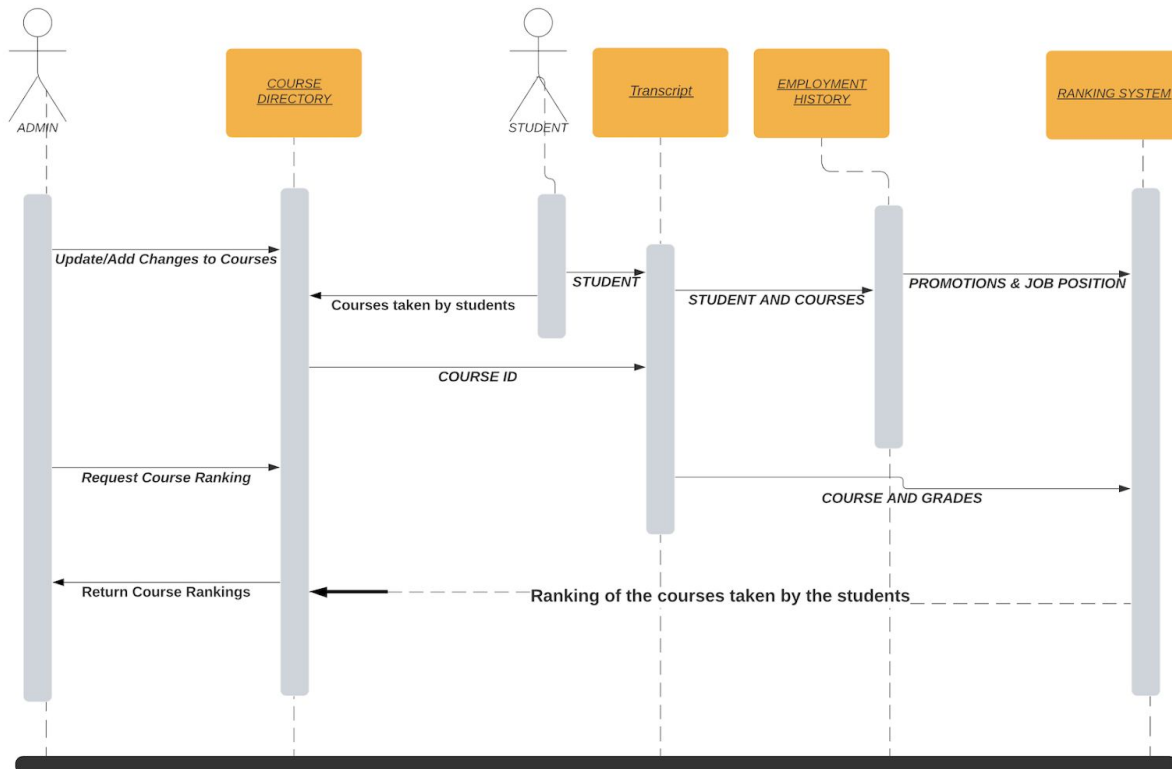 COURSE
DIRECTORY
Transcript
EMPLOYMENT
HISTORY
RANKING SYSTEM
ADMIN
STUDENT
Update/Add Changes to Courses
STUDENT
PROMOTIONS & JOB POSITION
Courses taken by students
STUDENT AND COURSES
COURSE ID
Request Course Ranking
COURSE AND GRADES
Return Course Rankings
Ranking of the courses taken by the students